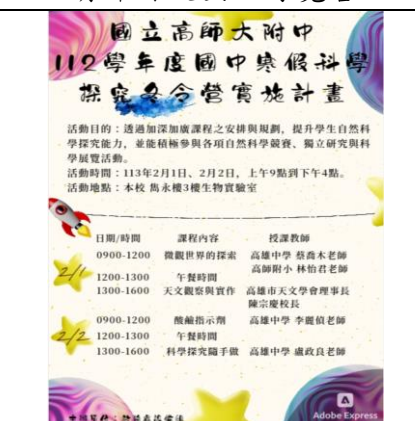 國立高師大附中
112學年度國中寒假科學
探究冬令營實施計畫
活動目的：透過加深加廣課程之安排與規劃，提升學生自然科
學探究能力，並能積極參與各項自然科學競賽、獨立研究與科
學展覽活動。
活動時間：113年2月1日、2月2日，上午9點到下午4點。
活動地點：本校 雋永樓3樓生物實驗室
日期/時間 課程內容 授課教師
0900-1200 微觀世界的探索 高雄中學 蔡喬木老師
高師附小 林怡君老師
2/1
1200-1300 午餐時間
1300-1600 天文觀察與實作 高雄市天文學會理事長
陳宗慶校長
0900-1200 酸鹼指示劑 高雄中學 李麗偵老師
2/2 1200-1300 午餐時間
1300-1600 科學探究隨手做 高雄中學 盧政良老師
Adobe Express